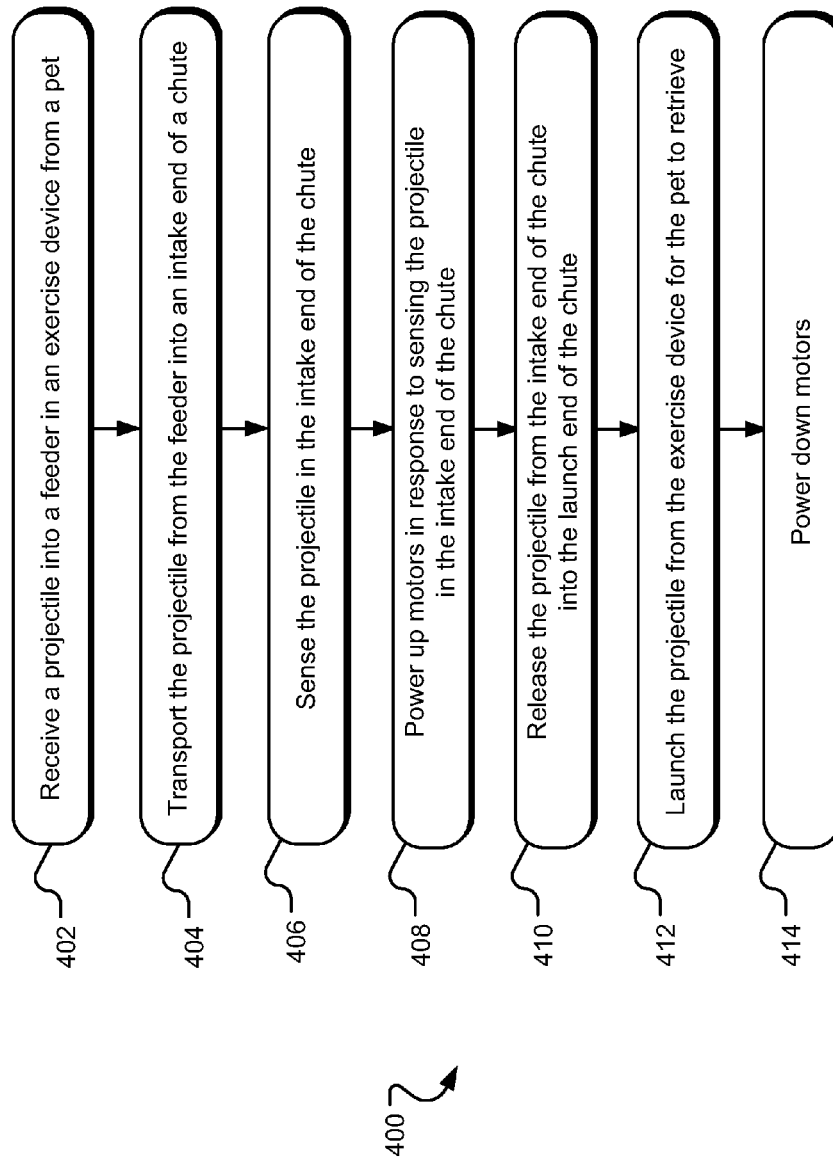 400
402
Receive a projectile into a feeder in an exercise device from a pet
404
Transport the projectile from the feeder into an intake end of a chute
406
Sense the projectile in the intake end of the chute
408
Power up motors in response to sensing the projectile
in the intake end of the chute
410
Release the projectile from the intake end of the chute
into the launch end of the chute
412
Launch the projectile from the exercise device for the pet to retrieve
414
Power down motors